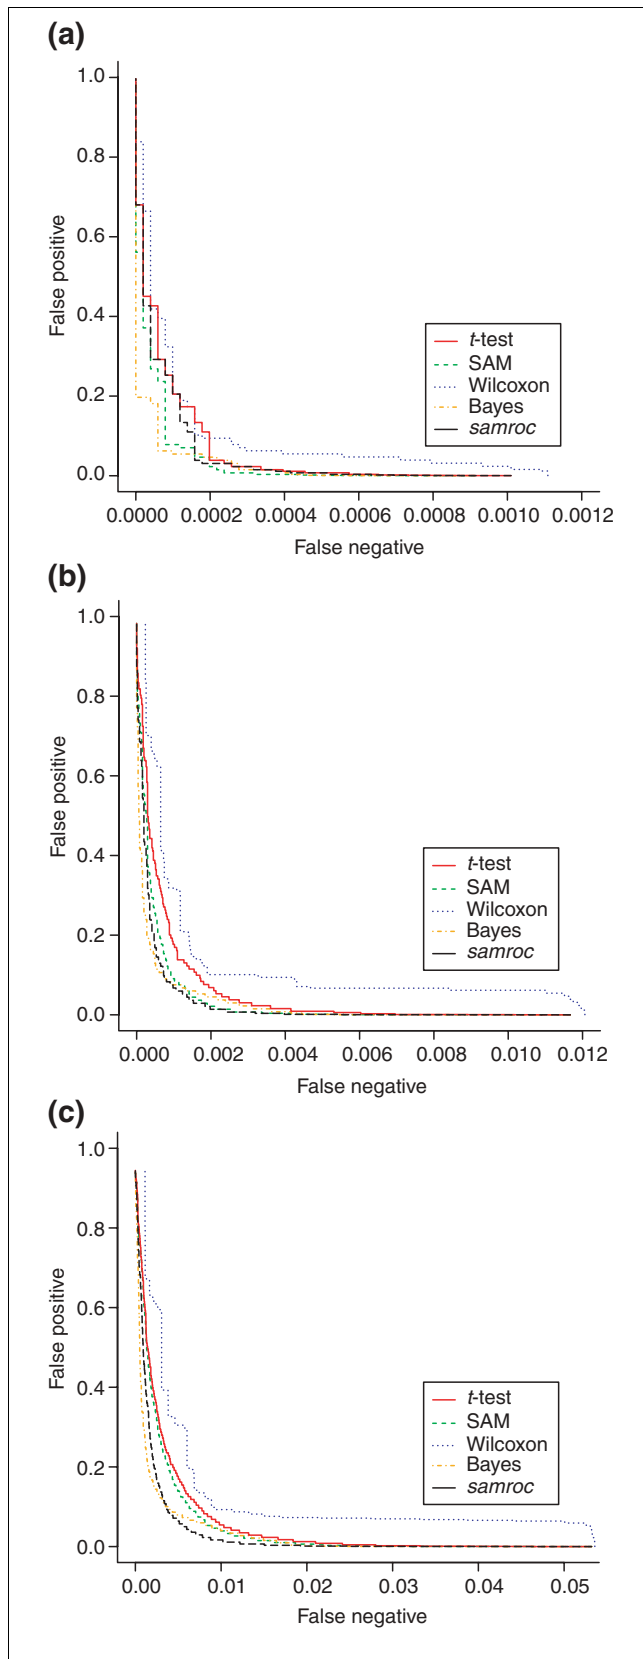 (a)
1.0
0.8
0.6
0.4
0.2
0.0
False positive
t-test
SAM
Wilcoxon
Bayes
samroc
0.0000 0.0002 0.0004 0.0006 0.0008 0.0010 0.0012
False negative
(b)
1.0
0.8
0.6
0.4
0.2
0.0
False positive
t-test
SAM
Wilcoxon
Bayes
samroc
0.000 0.002 0.004 0.006 0.008 0.010 0.012
False negative
(c)
1.0
0.8
0.6
0.4
0.2
0.0
False positive
t-test
SAM
Wilcoxon
Bayes
samroc
0.00 0.01 0.02 0.03 0.04 0.05
False negative